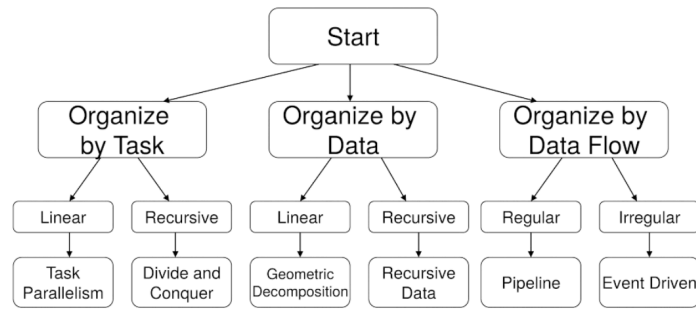 Start
Organize
by Task
Organize by
Data
Organize by
Data Flow
Linear
Recursive
Linear
Recursive
Regular
Irregular
Task
Parallelism
Divide and
Conquer
Geometric
Decomposition
Recursive
Data
Pipeline
Event Driven